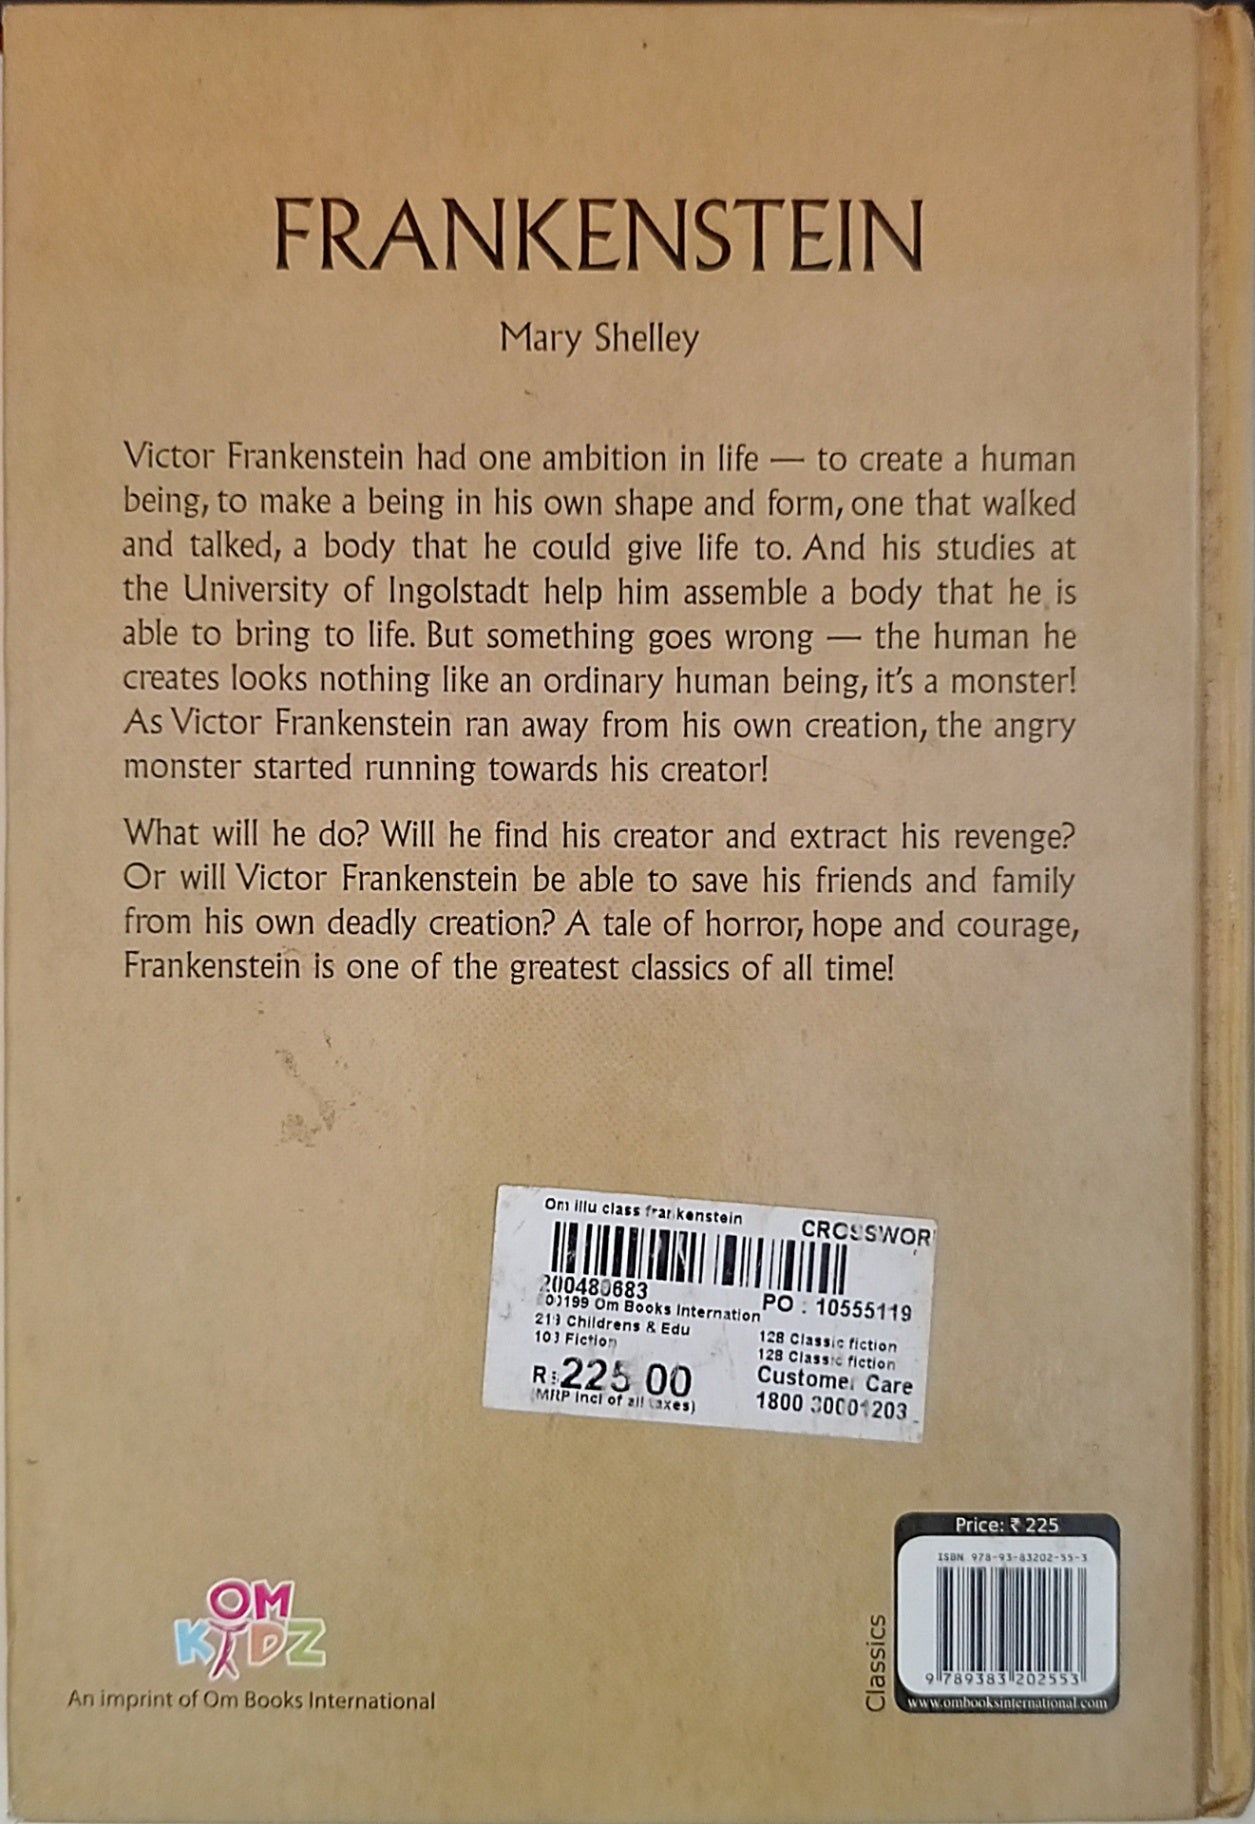 FRANKENSTEIN
Mary Shelley
Victor Frankenstein had one ambition in life — to create a human
being, to make a being in his own shape and form, one that walked
and talked, a body that he could give life to. And his studies at
the University of Ingolstadt help him assemble a body that he is
able to bring to life. But something goes wrong — the human he
creates looks nothing like an ordinary human being, it's a monster!
As Victor Frankenstein ran away from his own creation, the angry
monster started running towards his creator!
What will he do? Will he find his creator and extract his revenge?
Or will Victor Frankenstein be able to save his friends and family
from his own deadly creation? A tale of horror, hope and courage,
Frankenstein is one of the greatest classics of all time!
Om illu class frankenstein
CROSSWOR
200480683
PO : 10555119
Om Books Internation
Childrens & Edu
Fiction
128 Classic fiction
128 Classic fiction
225 00
(MRP Incl of all taxes)
Customer Care
1800
OM
KIDZ
An imprint of Om Books International
Classics
Price: ₹ 225
ISBN 978-93-83202-55-3
9 789383 202553
www.ombooksinternational.com